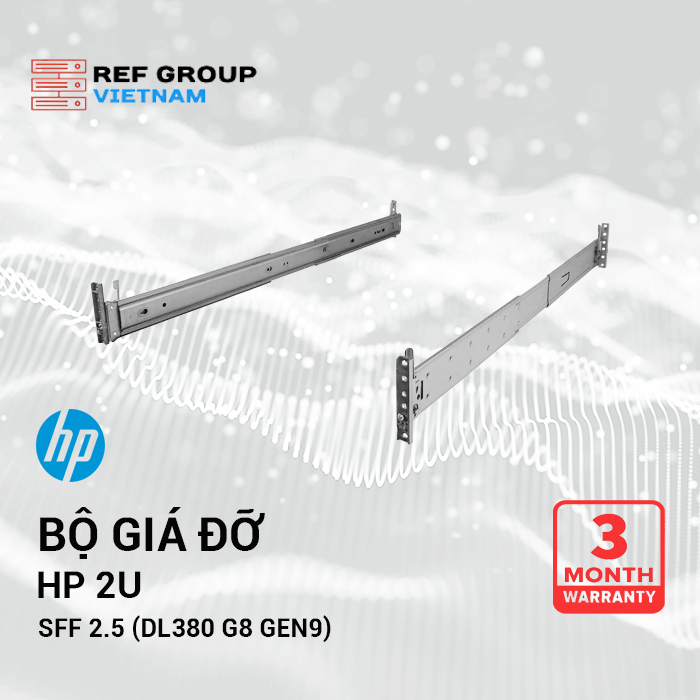 REF GROUP
VIETNAM
hp
BỘ GIÁ ĐỠ
HP 2U
SFF 2.5 (DL380 G8 GEN9)
3
MONTH
WARRANTY